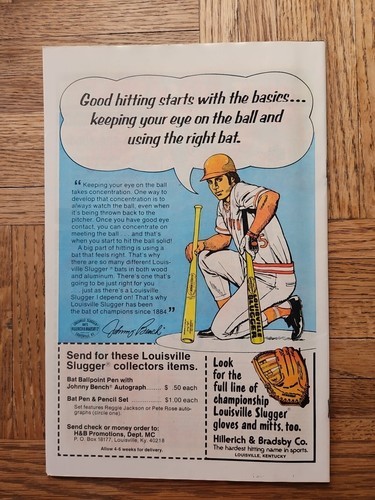 Good hitting starts with the basics...
keeping your eye on the ball and
using the right bat.
“Keeping your eye on the ball
takes concentration. One way to
develop that concentration is to
always watch the ball, even when
it's being thrown back to the
pitcher. Once you have good eye
contact, you can concentrate on
meeting the ball . . . and that's
when you start to hit the ball solid!
A big part of hitting is using a
bat that feels right. That's why
there are so many different Louis-
ville Slugger® bats in both wood
and aluminum. There's one that's
going to be just right for you
. . . just as there's a Louisville
Slugger I depend on! That's why
Louisville Slugger has been
the bat of champions since 1884.”
Johnny Bench
Send for these Louisville
Slugger® collectors items.
Bat Ballpoint Pen with
Johnny Bench® Autograph ........ $ .50 each
Bat Pen & Pencil Set ............ $1.00 each
Set features Reggie Jackson or Pete Rose auto-
graphs (circle one).
Send check or money order to:
H&B Promotions, Dept. MC
P. O. Box 18177, Louisville, Ky. 40218
Allow 4-6 weeks for delivery.
Look
for the
full line of
championship
Louisville Slugger®
gloves and mitts, too.
Hillerich & Bradsby Co.
The hardest hitting name in sports.
LOUISVILLE, KENTUCKY